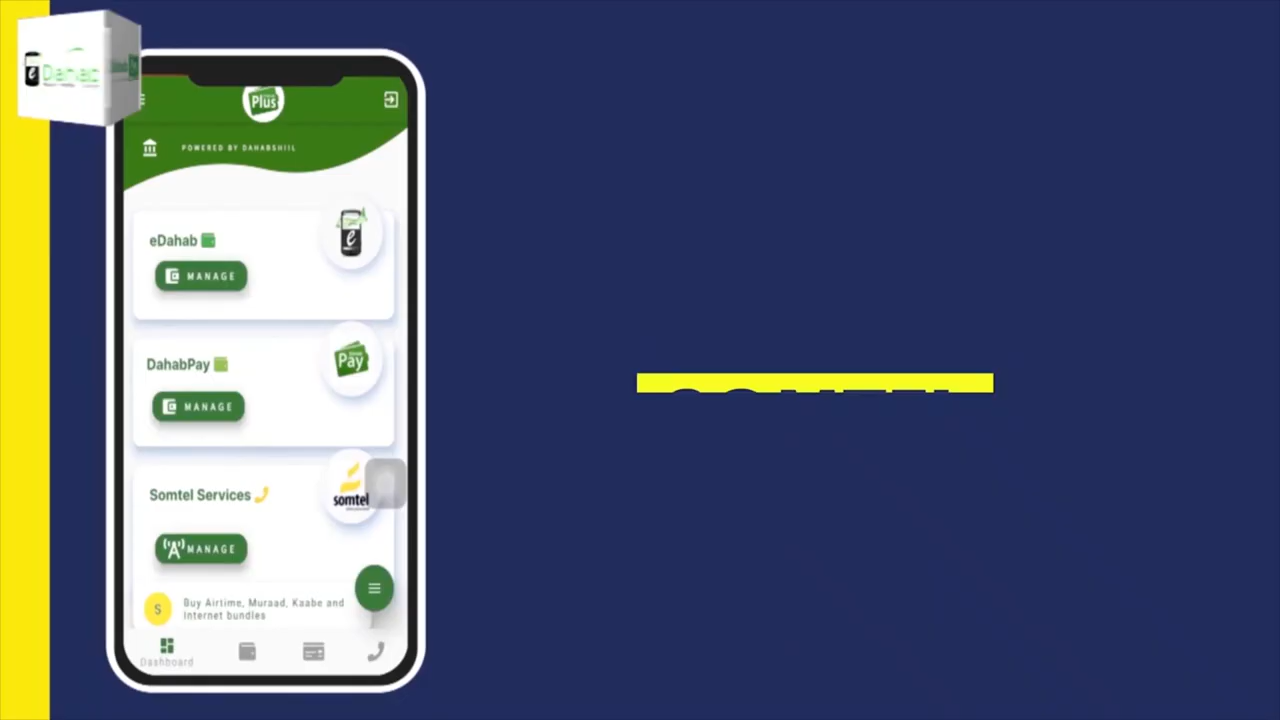 e Dahab
Plus
POWERED BY DAHABSHIIL
eDahab
e
MANAGE
DahabPay
Pay
MANAGE
Somtel Services
somtel
MANAGE
S
Buy Airtime, Muraad, Kaabe and
Internet bundles
Dashboard